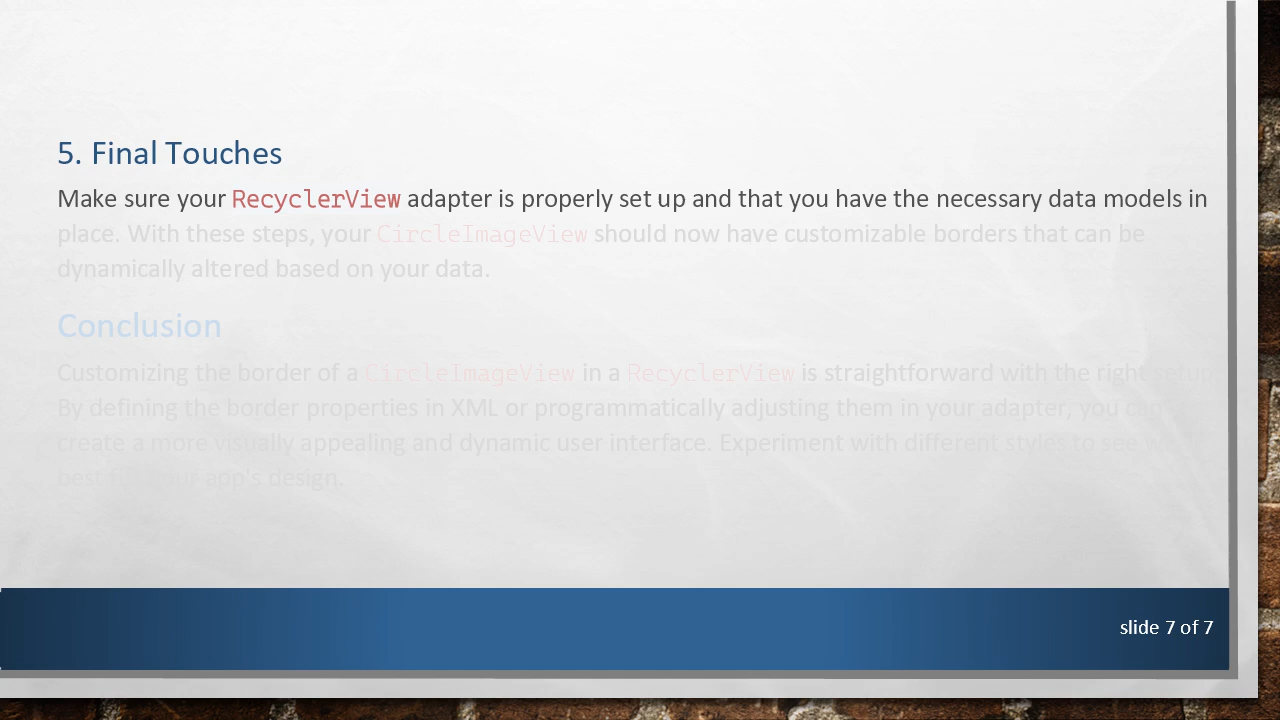 5. Final Touches
Make sure your RecyclerView adapter is properly set up and that you have the necessary data models in
place. With these steps, your CircleImageView should now have customizable borders that can be
dynamically altered based on your data.
Conclusion
Customizing the border of a CircleImageView in a RecyclerView is straightforward with the right setup.
By defining the border properties in XML or programmatically adjusting them in your adapter, you can
create a more visually appealing and dynamic user interface. Experiment with different styles to see
best app's design.
slide 7 of 7